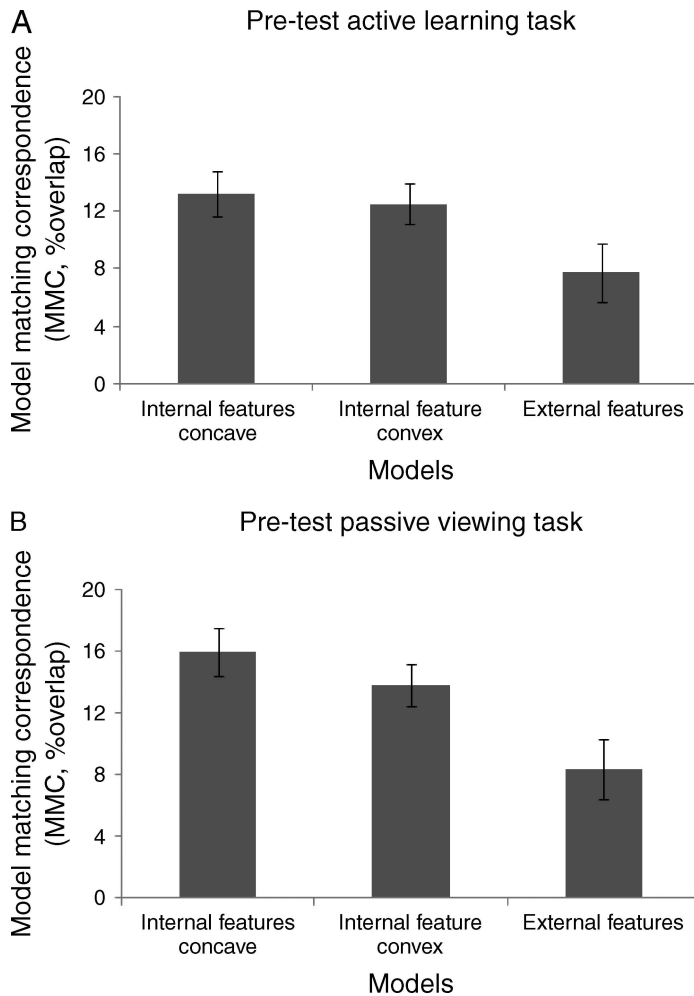 A
Pre-test active learning task
Model matching correspondence
(MMC, %overlap)
20
16
12
8
4
0
Internal features
concave
Internal feature
convex
External features
Models
B
Pre-test passive viewing task
Model matching correspondence
(MMC, %overlap)
20
16
12
8
4
0
Internal features
concave
Internal feature
convex
External features
Models